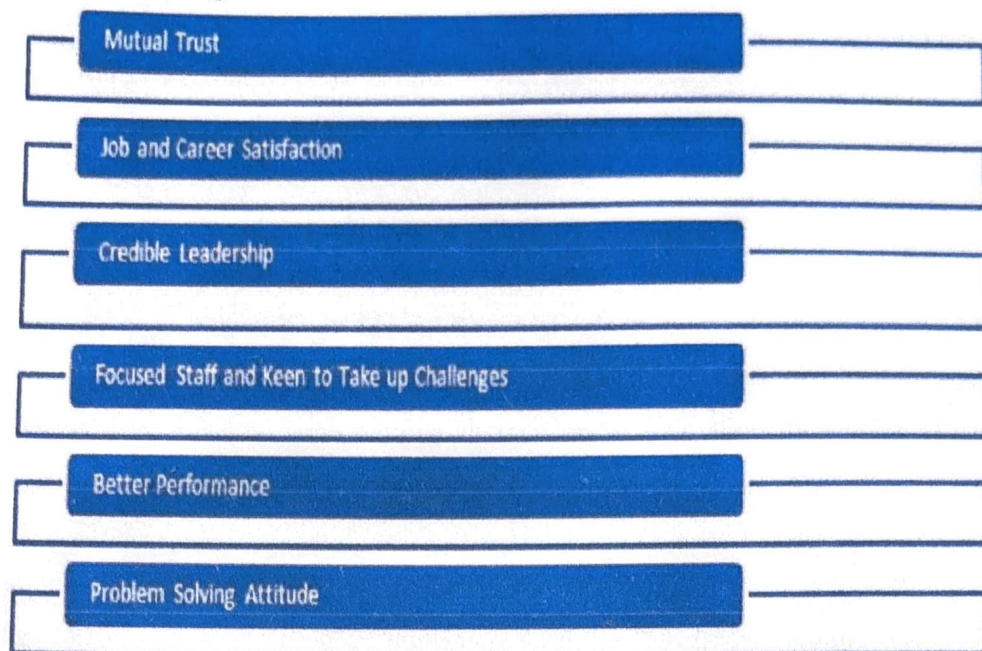 Mutual Trust
Job and Career Satisfaction
Credible Leadership
Focused Staff and Keen to Take up Challenges
Better Performance
Problem Solving Attitude